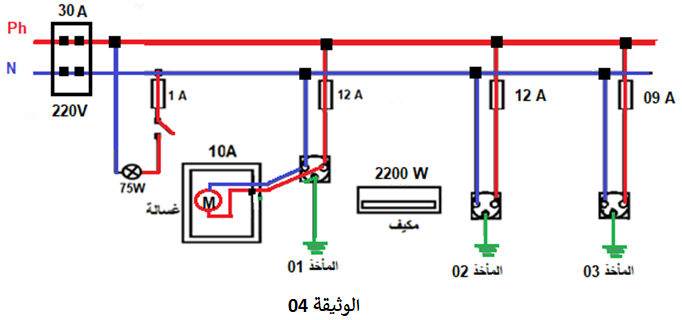 30 A
Ph
N
220V
1 A
12 A
12 A
09 A
75W
10A
M
غسالة
2200 W
مكيف
المأخذ 01
المأخذ 02
المأخذ 03
الوثيقة 04